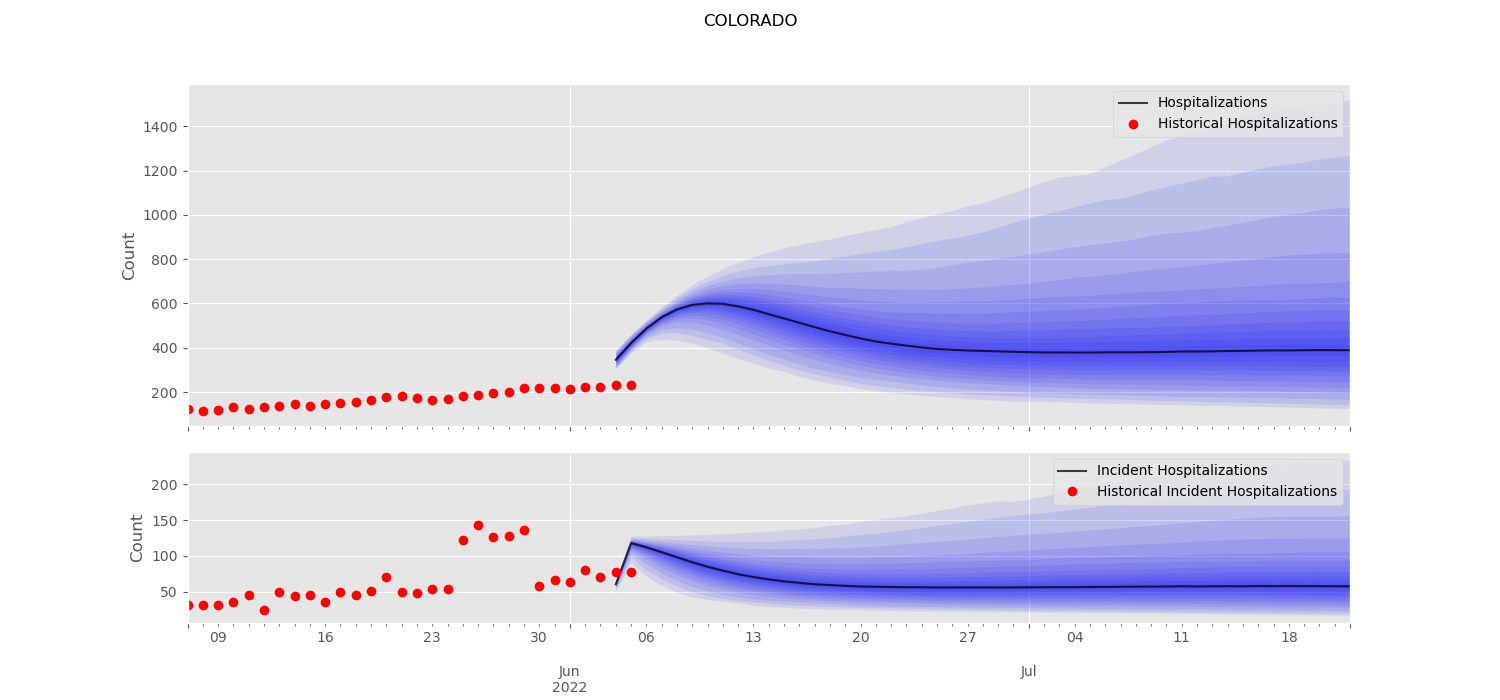 COLORADO
Hospitalizations
Historical Hospitalizations
1400
1200
1000
800
600
400
200
Count
Incident Hospitalizations
Historical Incident Hospitalizations
200
150
100
50
Count
09 16 23 30 06 13 20 27 04 11 18
Jun Jul
2022